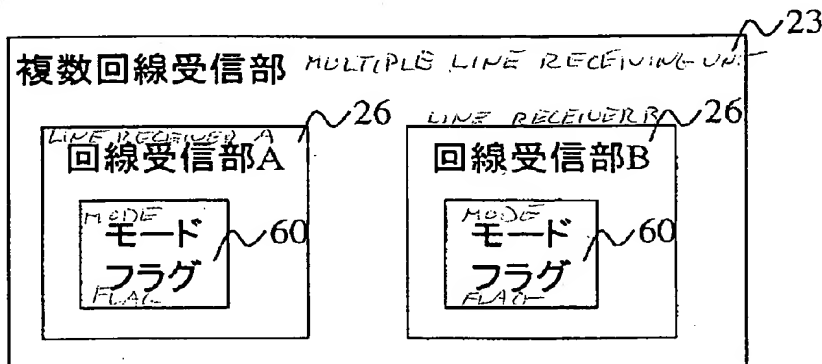 23
複数回線受信部 MULTIPLE LINE RECEIVING UNI
LINE RECEIVER A 26 LINE RECEIVER B 26
回線受信部A 回線受信部B
MODE MODE
モード 60 モード 60
フラグ フラグ
FLAG FLAG